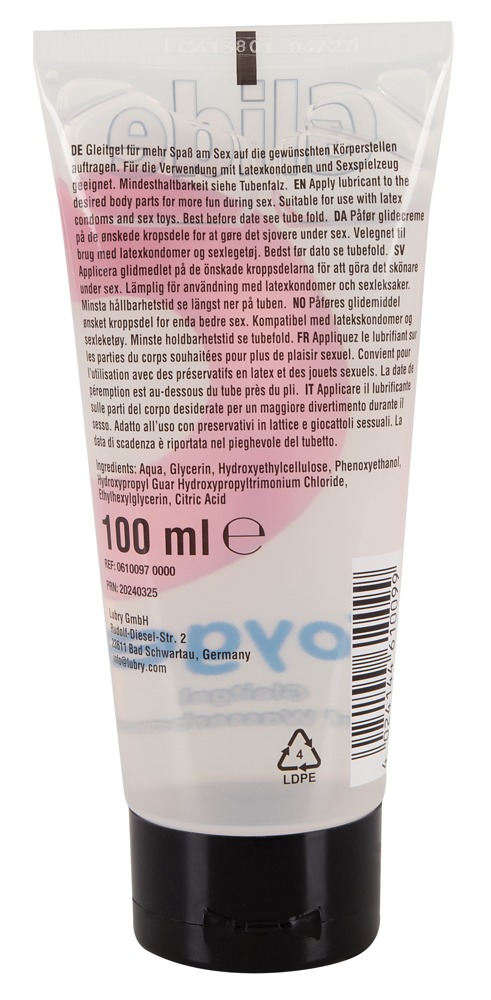 DE Gleitgel für mehr Spaß am Sex auf die gewünschten Körperstellen
auftragen. Für die Verwendung mit Latexkondomen und Sexspielzeug
geeignet. Mindesthaltbarkeit siehe Tubenfalz. EN Apply lubricant to the
desired body parts for more fun during sex. Suitable for use with latex
condoms and sex toys. Best before date see tube fold. DA Påfør glidecreme
på de ønskede kropsdele for at gøre det sjovere under sex. Velegnet til
brug med latexkondomer og sexlegetøj. Bedst før dato se tubefold. SV
Applicera glidmedlet på de önskade kroppsdelarna för att göra det skönare
under sex. Lämplig för användning med latexkondomer och sexleksaker.
Minsta hållbarhetstid se längst ner på tuben. NO Påføres glidemiddel
ønsket kroppsdel for enda bedre sex. Kompatibel med latekskondomer og
sexleketøy. Minste holdbarhetstid se tubefold. FR Appliquez le lubrifiant sur
les parties du corps souhaitées pour plus de plaisir sexuel. Convient pour
l'utilisation avec des préservatifs en latex et des jouets sexuels. La date de
péremption est au-dessous du tube près du pli. IT Applicare il lubrificante
sulle parti del corpo desiderate per un maggiore divertimento durante il
sesso. Adatto all'uso con preservativi in lattice e giocattoli sessuali. La
data di scadenza è riportata nel pieghevole del tubetto.
Ingredients: Aqua, Glycerin, Hydroxyethylcellulose, Phenoxyethanol,
Hydroxypropyl Guar Hydroxypropyltrimonium Chloride,
Ethylhexylglycerin, Citric Acid
100 ml ℮
REF: 0610097 0000
PRN: 20240325
Lubry GmbH
Rudolf-Diesel-Str. 2
23611 Bad Schwartau, Germany
info@lubry.com
4 024144 610099
4
LDPE